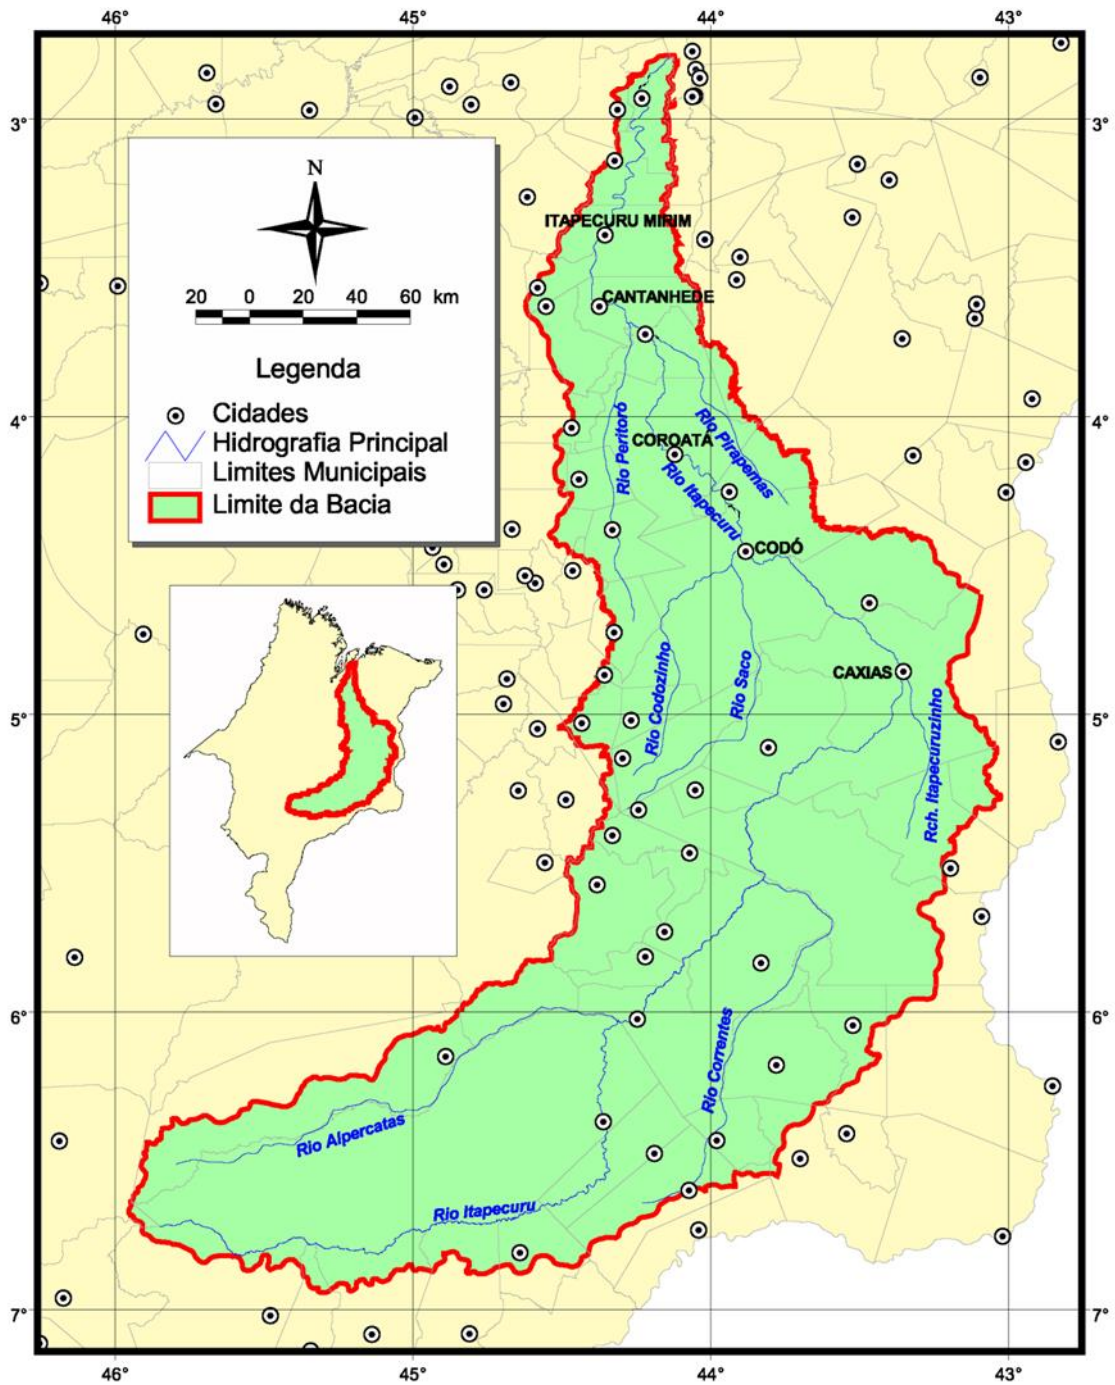 46°
45°
44°
43°
3°
3°
N
ITAPECURU MIRIM
20 0 20 40 60 km
CANTANHEDE
Legenda
Cidades
Hidrografia Principal
Limites Municipais
Limite da Bacia
4°
4°
Rio Peritoró
Rio Pirapemas
COROATÁ
Rio Itapecuru
CODÓ
CAXIAS
Rio Codozinho
Rio Saco
Rch. Itapecuruzinho
5°
5°
6°
6°
Rio Correntes
Rio Alpercatas
Rio Itapecuru
7°
7°
46°
45°
44°
43°